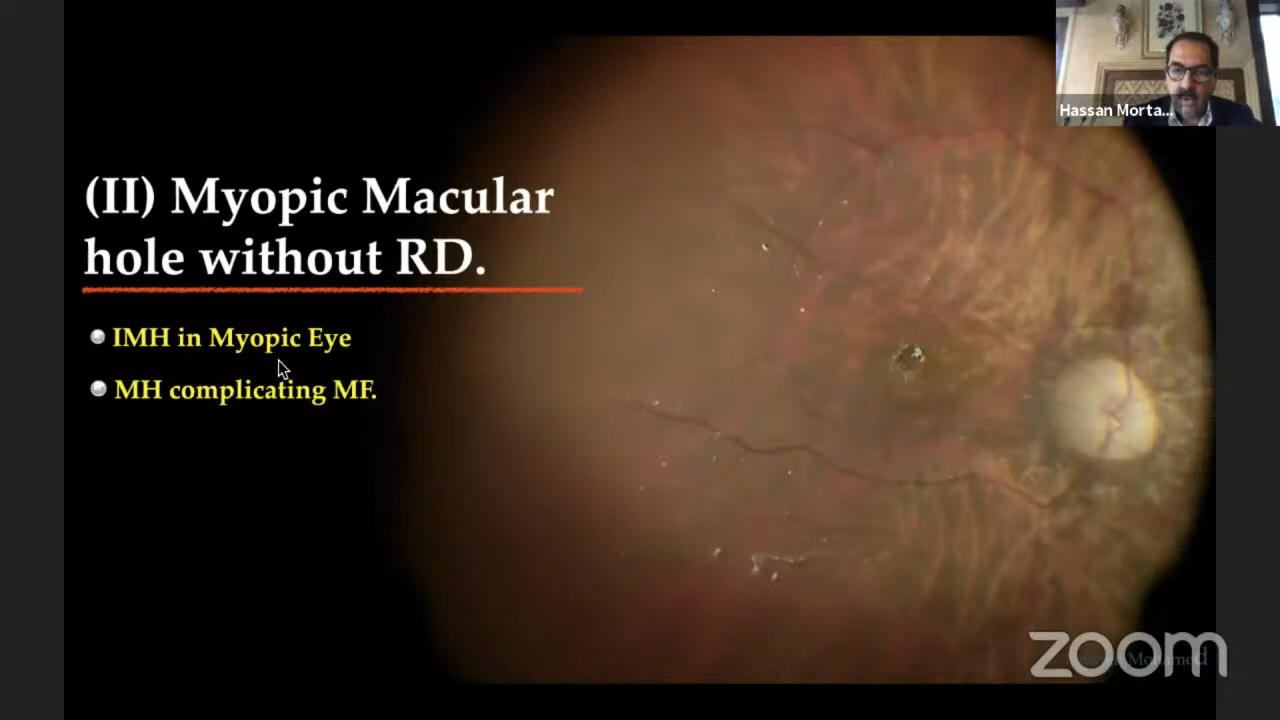 Hassan Morta...
(II) Myopic Macular
hole without RD.
IMH in Myopic Eye
MH complicating MF.
zoom